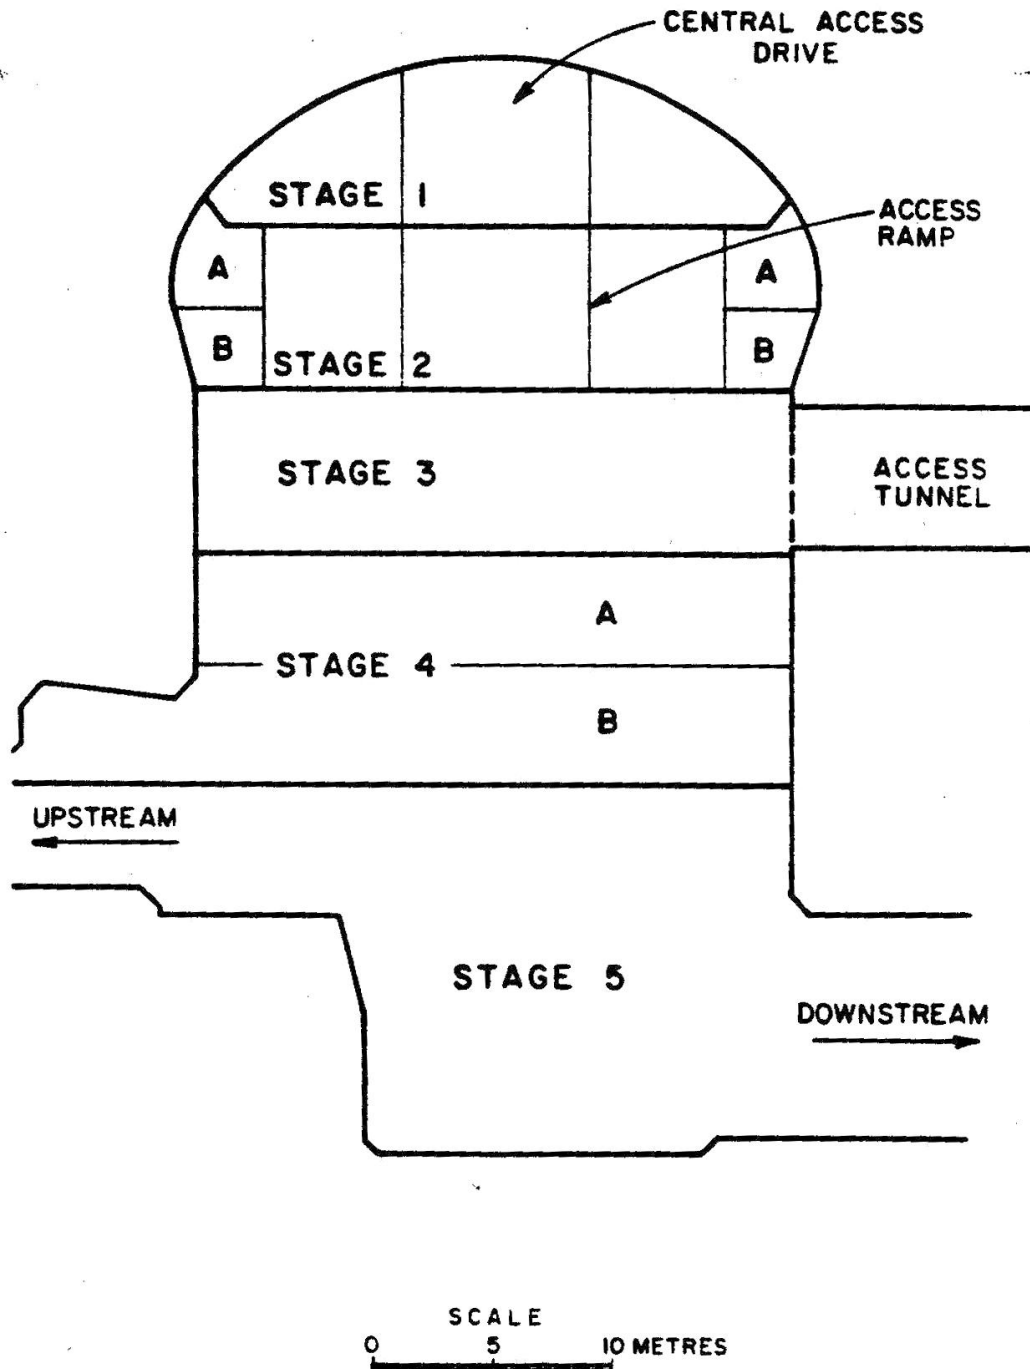 CENTRAL ACCESS
DRIVE
STAGE 1
ACCESS
RAMP
A
A
B
B
STAGE 2
STAGE 3
ACCESS
TUNNEL
A
STAGE 4
B
UPSTREAM
STAGE 5
DOWNSTREAM
SCALE
0 5 10 METRES